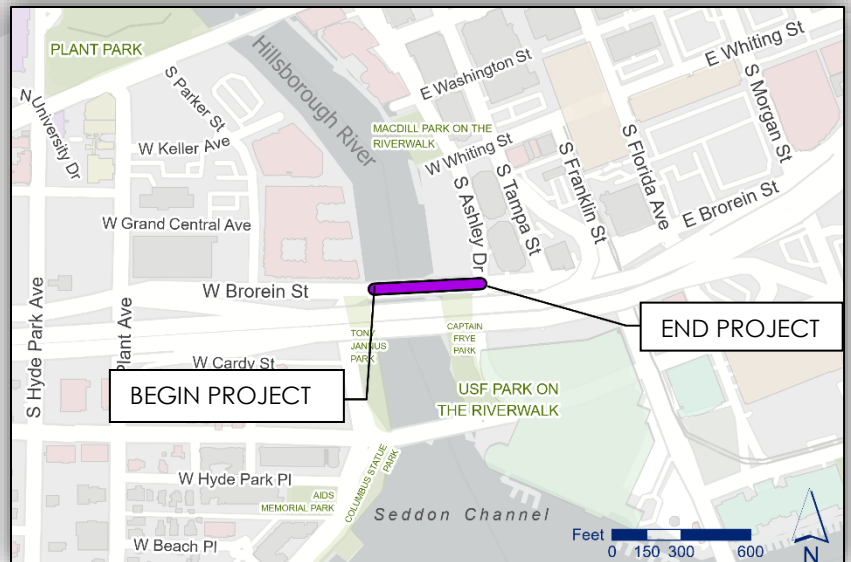 PLANT PARK
Hillsborough River
E Whiting St
E Washington St
S Morgan St
N University Dr
S Parker St
MACDILL PARK ON THE
RIVERWALK
W Keller Ave
W Whiting St
S Franklin St
S Florida Ave
S Tampa St
S Ashley Dr
E Brorein St
W Grand Central Ave
W Brorein St
S Hyde Park Ave
Plant Ave
END PROJECT
TONY
JANNUS
PARK
CAPTAIN
FRYE
PARK
W Cardy St
BEGIN PROJECT
USF PARK ON
THE RIVERWALK
W Hyde Park Pl
COLUMBUS STATUE
PARK
AIDS
MEMORIAL PARK
Seddon Channel
W Beach Pl
Feet
0 150 300 600
N